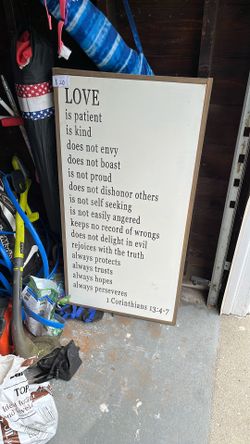 LOVE
is patient
is kind
does not envy
does not boast
is not proud
does not dishonor others
is not self seeking
is not easily angered
keeps no record of wrongs
does not delight in evil
rejoices with the truth
always protects
always trusts
always hopes
always perseveres
1 Corinthians 13:4-7
TOP